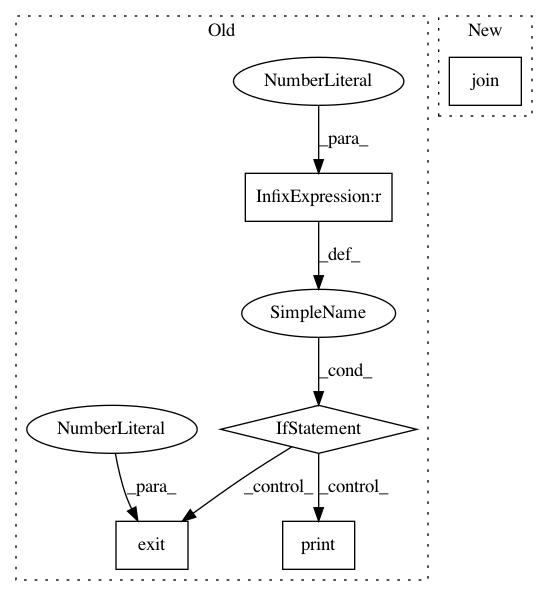 Old
New
NumberLiteral
join
_para_
InfixExpression:r
_def_
SimpleName
_cond_
NumberLiteral
IfStatement
_para_
_control_
_control_
exit
print